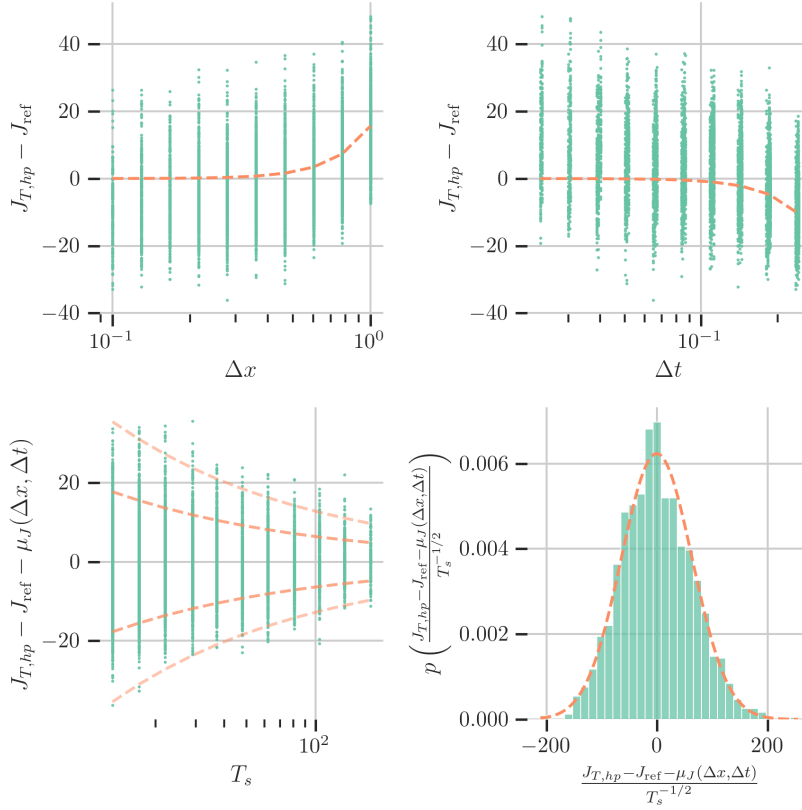 J_{T,hp} − J_ref
40
20
0
−20
−40
10^{−1}
10^0
Δx
J_{T,hp} − J_ref
40
20
0
−20
−40
10^{−1}
Δt
J_{T,hp} − J_ref − μ_J(Δx, Δt)
20
0
−20
10^2
T_s
p( (J_{T,hp}−J_ref−μ_J(Δx,Δt)) / T_s^{−1/2} )
0.006
0.004
0.002
0.000
−200
0
200
J_{T,hp}−J_ref−μ_J(Δx,Δt)
T_s^{−1/2}